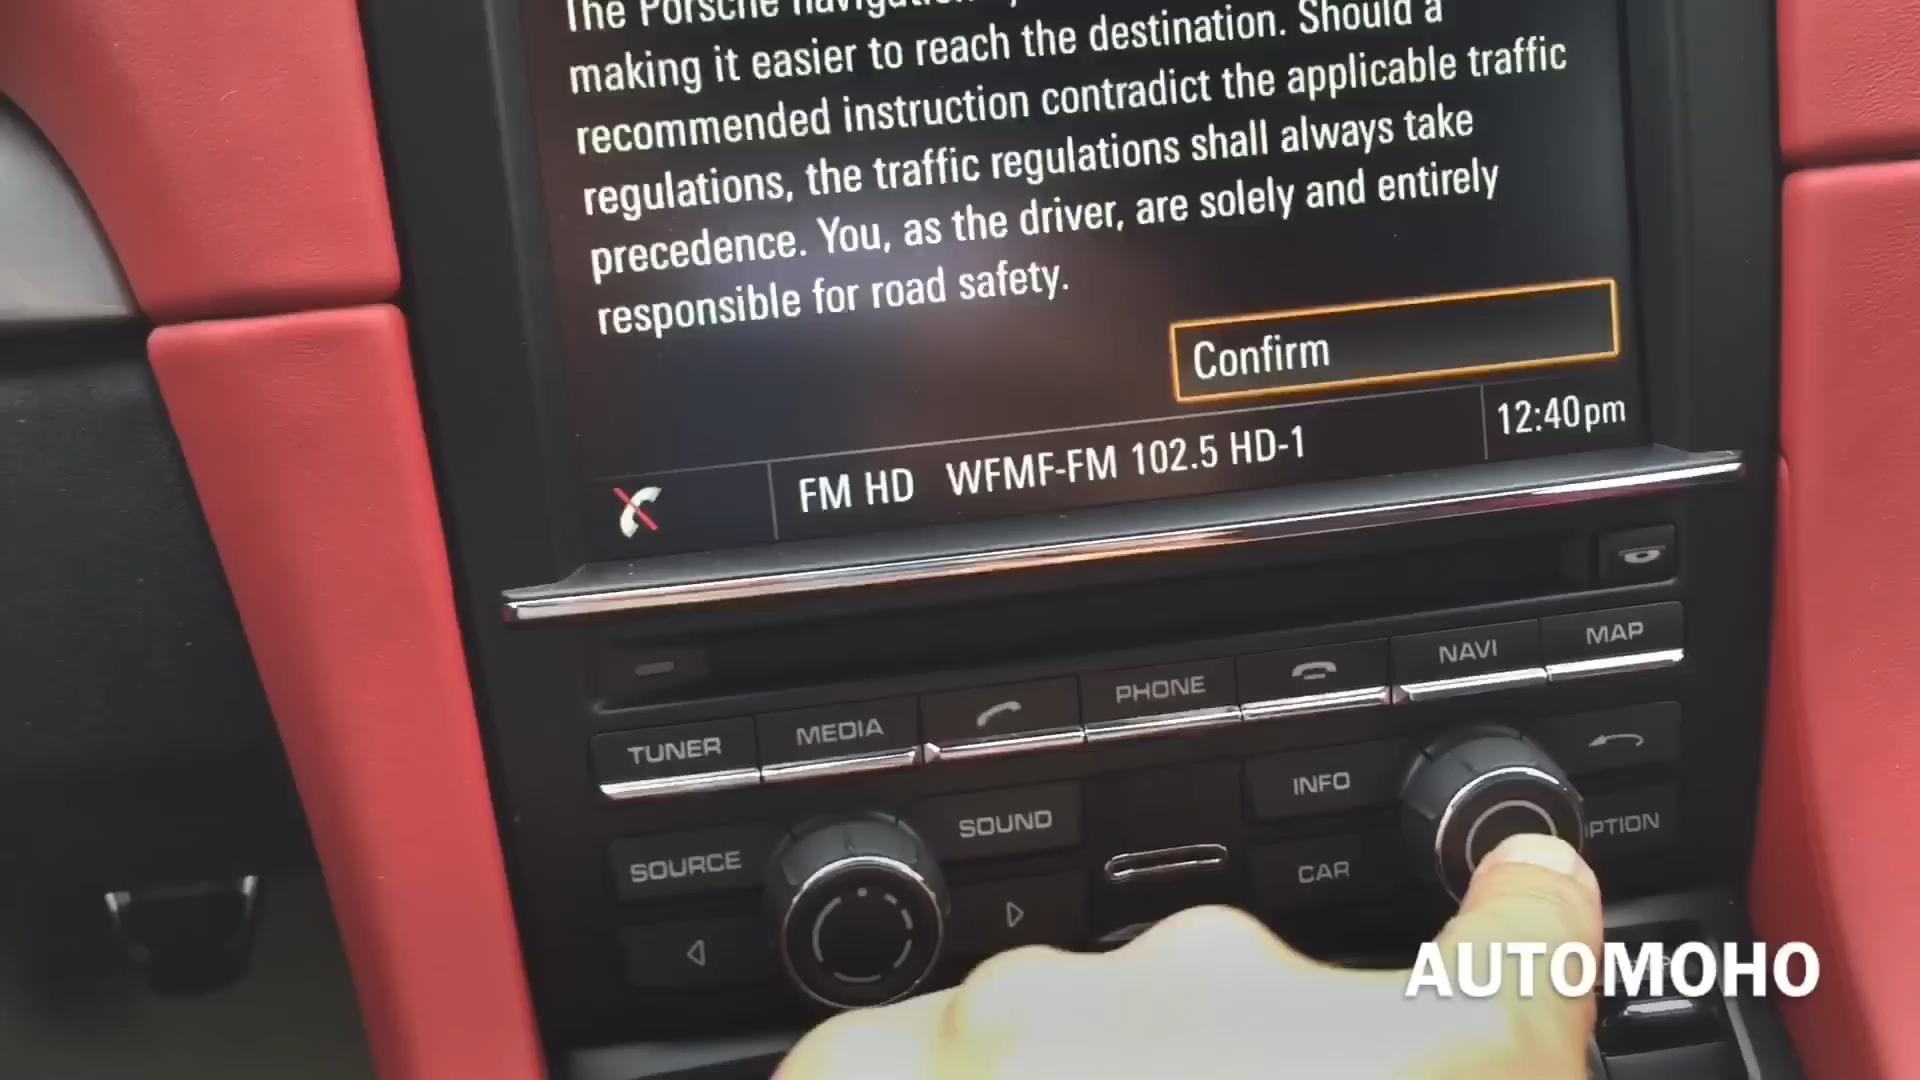 The Porsche
making it easier to reach the destination. Should a
recommended instruction contradict the applicable traffic
regulations, the traffic regulations shall always take
precedence. You, as the driver, are solely and entirely
responsible for road safety.
Confirm
FM HD WFMF-FM 102.5 HD-1
12:40pm
NAVI
MAP
TUNER
MEDIA
PHONE
SOURCE
SOUND
INFO
CAR
PTION
AUTOMOHO